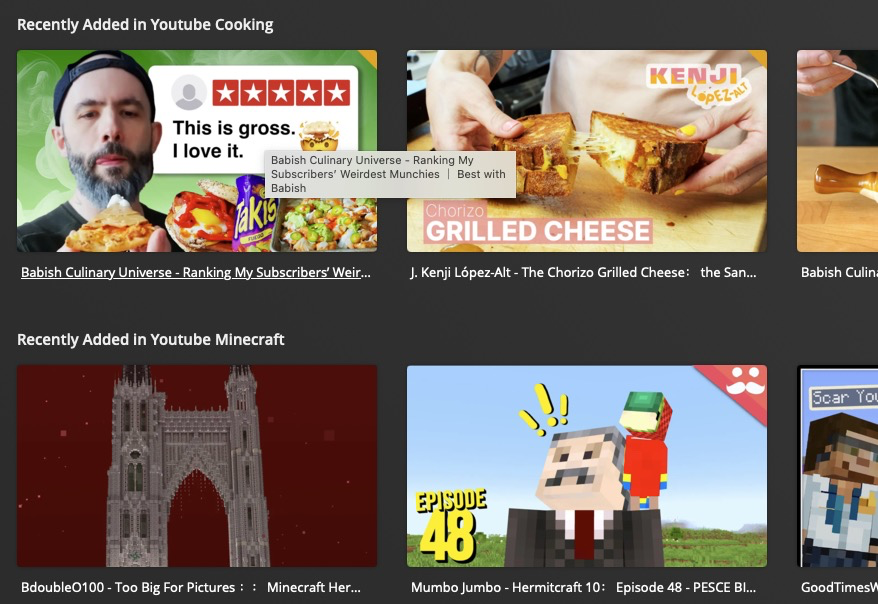 Recently Added in Youtube Cooking
This is gross.
I love it.
Takis
Babish Culinary Universe - Ranking My
Subscribers’ Weirdest Munchies ｜ Best with
Babish
KENJI
LÓPEZ-ALT
Chorizo
GRILLED CHEESE
Babish Culinary Universe - Ranking My Subscribers’ Weir...
J. Kenji López-Alt - The Chorizo Grilled Cheese： the San...
Babish Culin
Recently Added in Youtube Minecraft
EPISODE
48
Scar You
BdoubleO100 - Too Big For Pictures：： Minecraft Her...
Mumbo Jumbo - Hermitcraft 10： Episode 48 - PESCE BI...
GoodTimesW